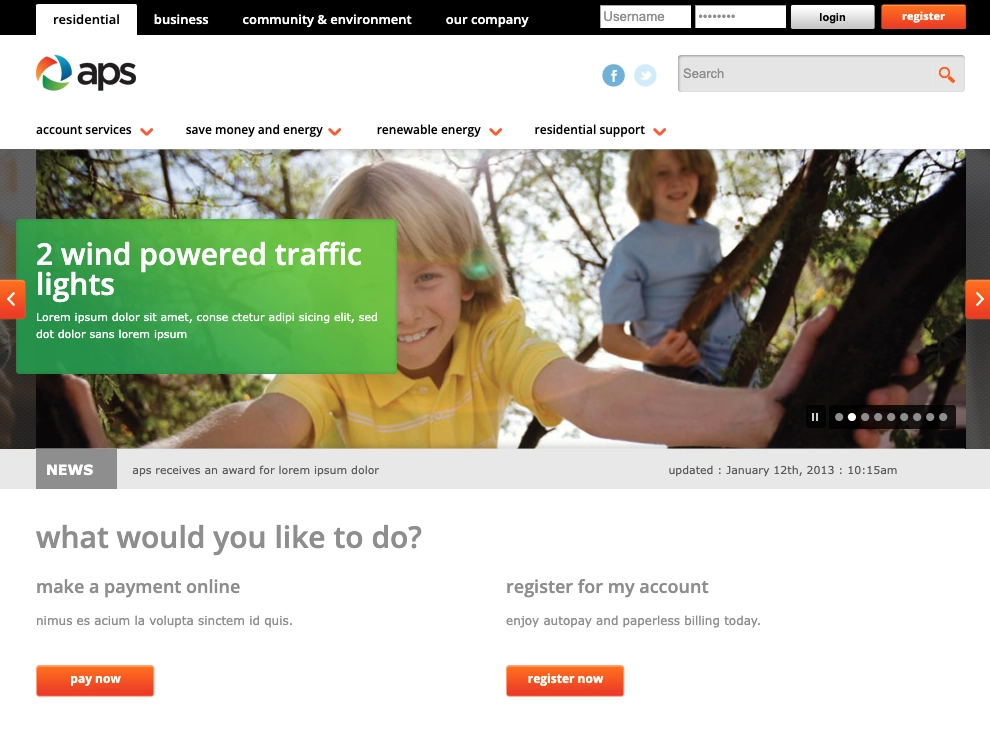 residential business community & environment our company Username •••••••• login register
aps
f Search
account services save money and energy renewable energy residential support
2 wind powered traffic
lights
Lorem ipsum dolor sit amet, conse ctetur adipi sicing elit, sed
dot dolor sans lorem ipsum
NEWS aps receives an award for lorem ipsum dolor updated : January 12th, 2013 : 10:15am
what would you like to do?
make a payment online register for my account
nimus es acium la volupta sinctem id quis. enjoy autopay and paperless billing today.
pay now register now